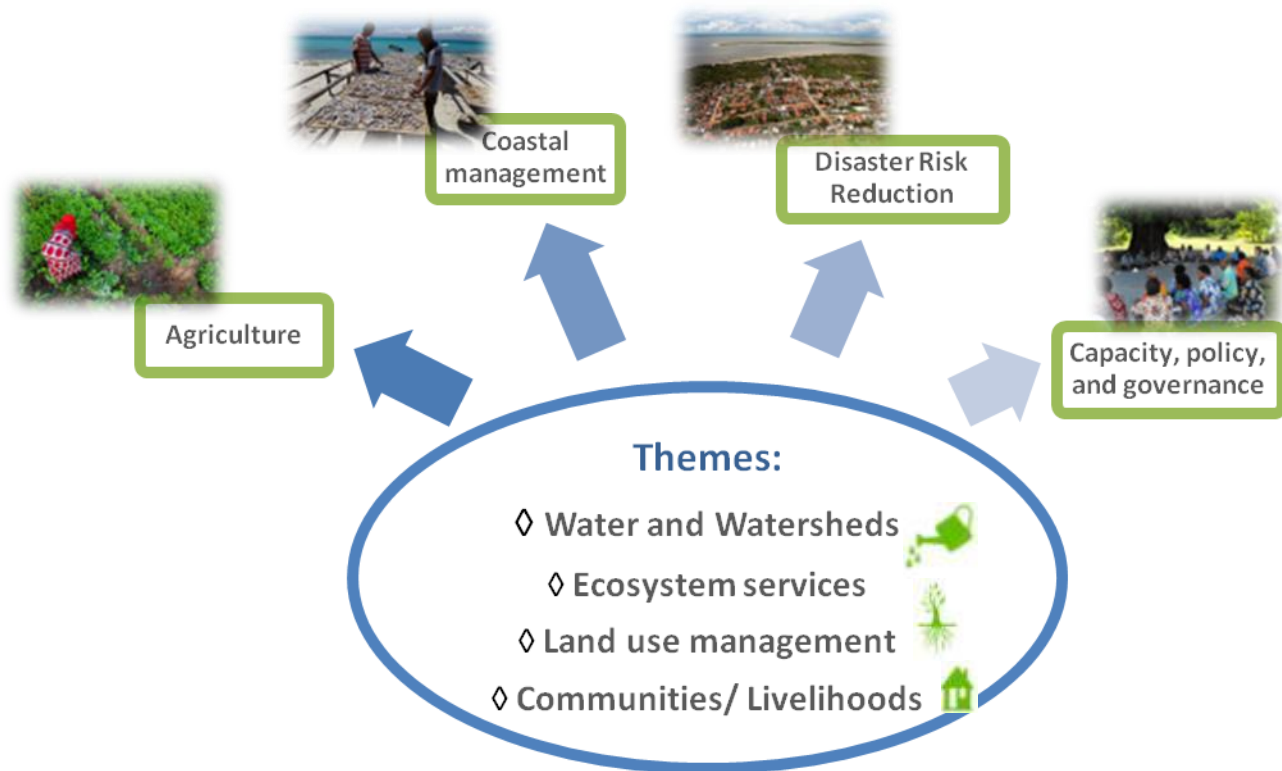 Coastal
management
Disaster Risk
Reduction
Agriculture
Capacity, policy,
and governance
Themes:
◊ Water and Watersheds
◊ Ecosystem services
◊ Land use management
◊ Communities/ Livelihoods